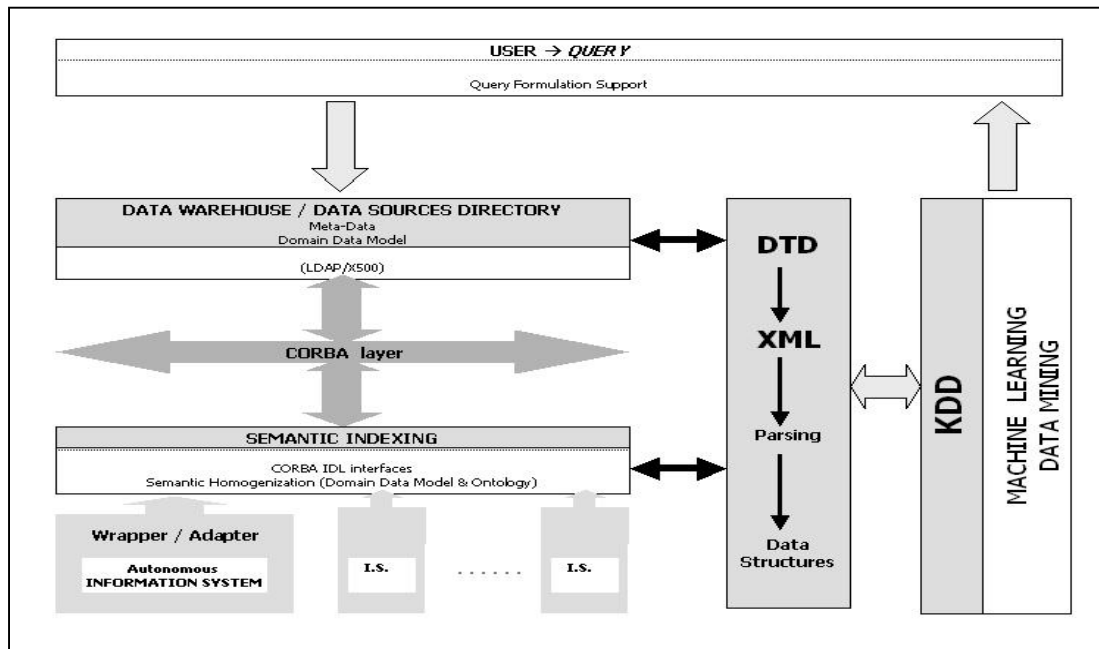 USER → QUERY
Query Formulation Support
DATA WAREHOUSE / DATA SOURCES DIRECTORY
Meta-Data
Domain Data Model
(LDAP/X500)
CORBA layer
SEMANTIC INDEXING
CORBA IDL interfaces
Semantic Homogenization (Domain Data Model & Ontology)
Wrapper / Adapter
Autonomous
INFORMATION SYSTEM
I.S.
......
I.S.
DTD
XML
Parsing
Data
Structures
KDD
MACHINE LEARNING
DATA MINING